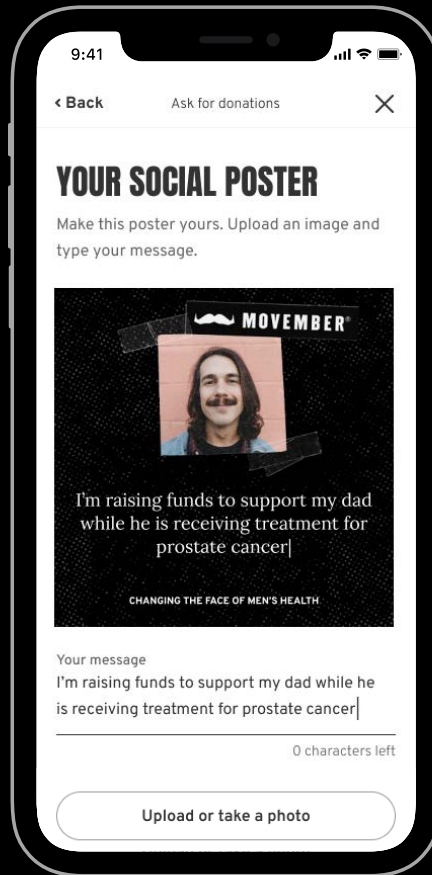 9:41
‹ Back
Ask for donations
YOUR SOCIAL POSTER
Make this poster yours. Upload an image and
type your message.
MOVEMBER®
I’m raising funds to support my dad
while he is receiving treatment for
prostate cancer
CHANGING THE FACE OF MEN’S HEALTH
Your message
I’m raising funds to support my dad while he
is receiving treatment for prostate cancer
0 characters left
Upload or take a photo